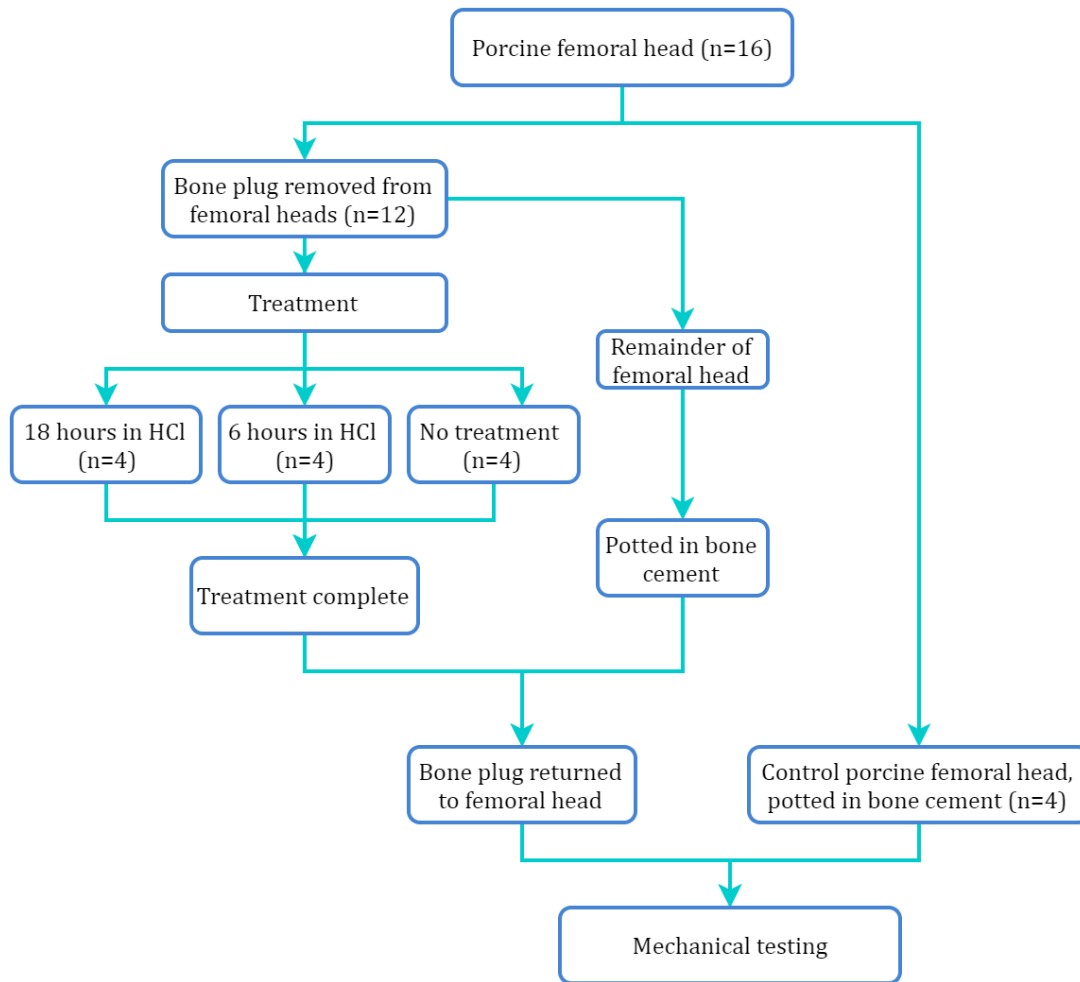 Porcine femoral head (n=16)
Bone plug removed from
femoral heads (n=12)
Treatment
Remainder of
femoral head
18 hours in HCl
(n=4)
6 hours in HCl
(n=4)
No treatment
(n=4)
Potted in bone
cement
Treatment complete
Bone plug returned
to femoral head
Control porcine femoral head,
potted in bone cement (n=4)
Mechanical testing